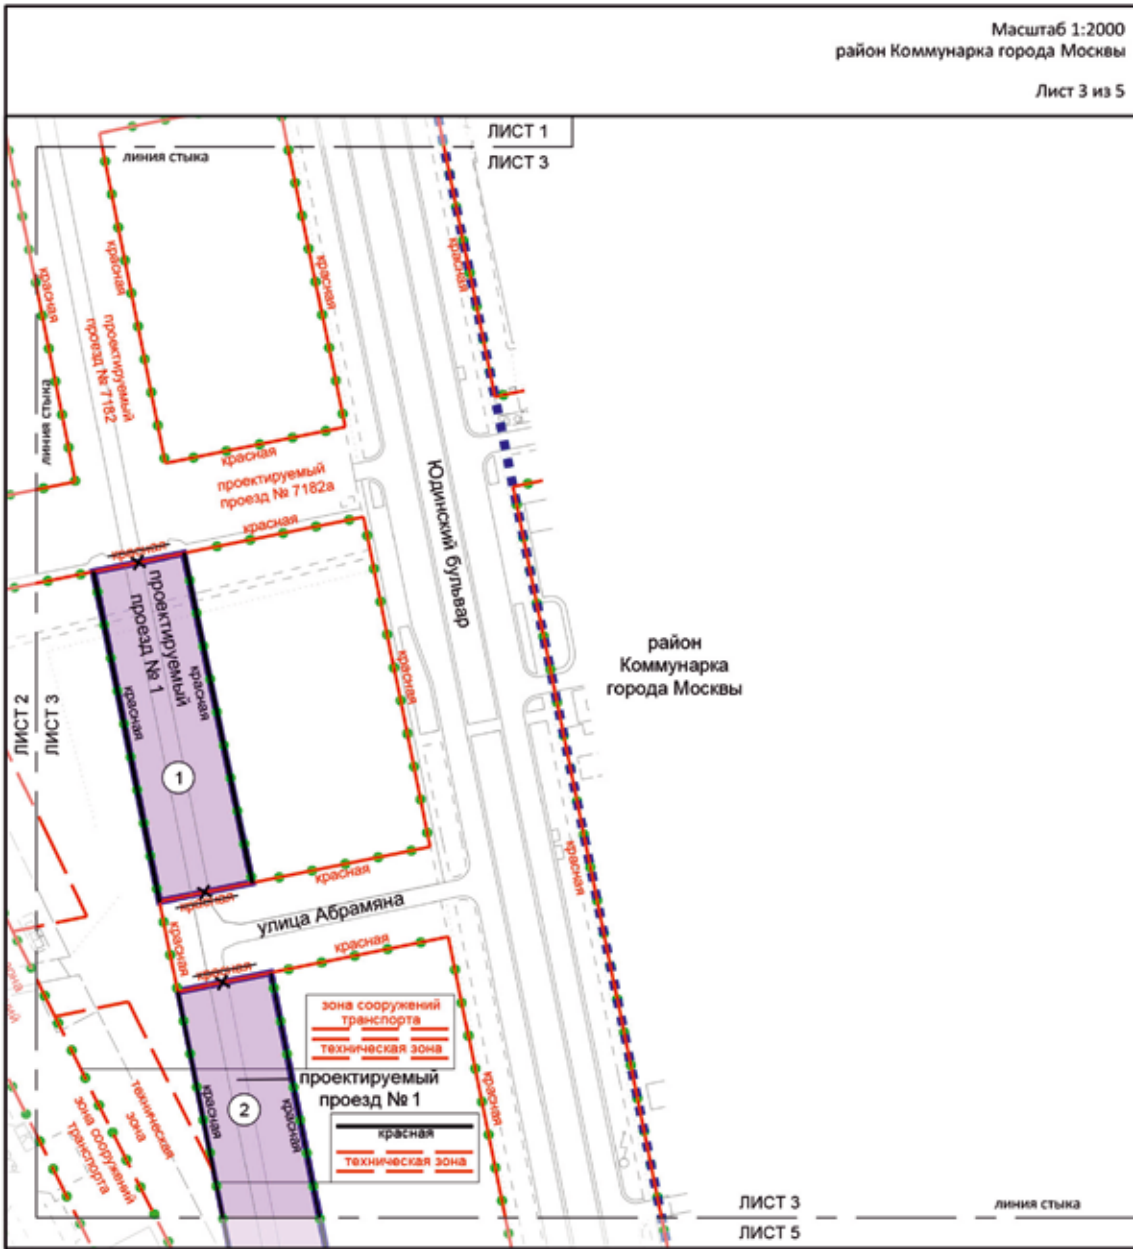 Масштаб 1:2000
район Коммунарка города Москвы
Лист 3 из 5
ЛИСТ 1
линия стыка
ЛИСТ 3
красная
красная
красная
красная
проектируемый
проезд № 7182
линия стыка
красная
проектируемый
проезд № 7182а
красная
Юдинский бульвар
красная
проектируемый
проезд № 1
красная
красная
красная
район
Коммунарка
города Москвы
ЛИСТ 2
ЛИСТ 3
1
красная
красная
красная
улица Абрамяна
красная
красная
красная
зона
зона сооружений
транспорта
техническая зона
проектируемый
проезд № 1
2
красная
красная
красная
красная
техническая зона
техническая
зона
зона сооружений
транспорта
ЛИСТ 3
линия стыка
ЛИСТ 5